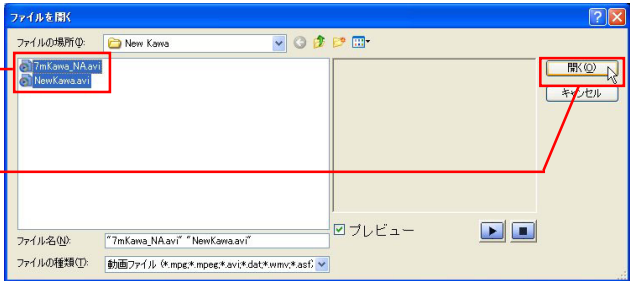 ファイルを開く
ファイルの場所(I): New Kawa
7mKawa_NA.avi
NewKawa.avi
開く(O)
キャンセル
プレビュー
ファイル名(N): "7mKawa_NA.avi" "NewKawa.avi"
ファイルの種類(T): 動画ファイル (*.mpg;*.mpeg;*.avi;*.dat;*.wmv;*.asf;